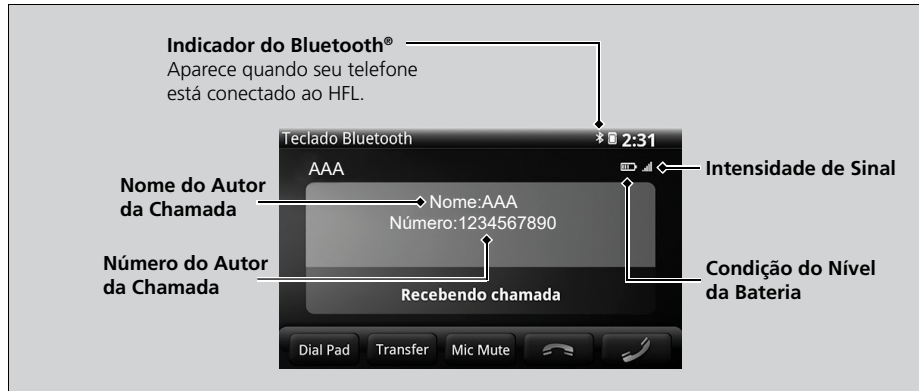 Indicador do Bluetooth®
Aparece quando seu telefone
está conectado ao HFL.
Teclado Bluetooth
2:31
AAA
Intensidade de Sinal
Nome do Autor
da Chamada
Nome:AAA
Número:1234567890
Número do Autor
da Chamada
Condição do Nível
da Bateria
Recebendo chamada
Dial Pad
Transfer
Mic Mute